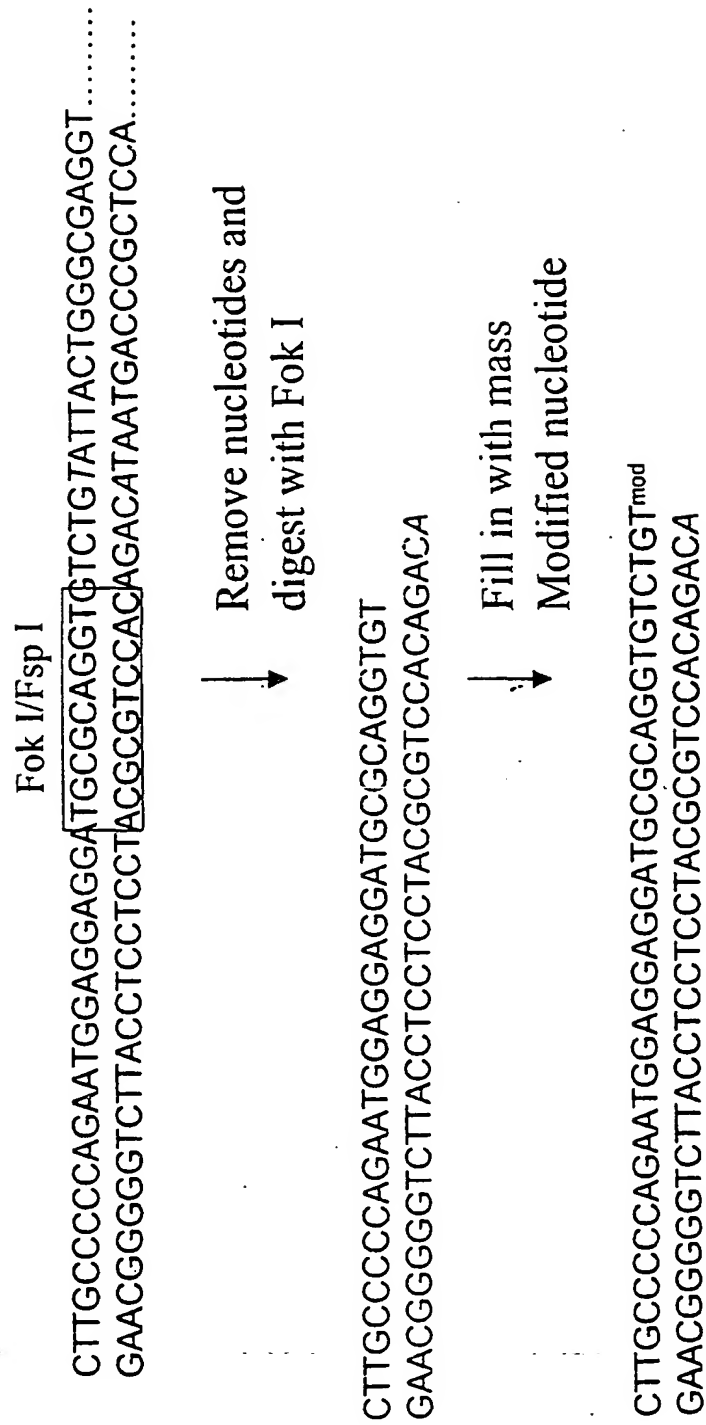 Fok I/Fsp I
CTTGCCCCCAGAATGGAGGAGGATGCGCAGGTGTCTGTATTACTGGGCGAGGT..........
GAACGGGGGTCTTACCTCCTCCTACGCGTCCACAGACATAATGACCCGCTCCA..........
Remove nucleotides and
digest with Fok I
CTTGCCCCCAGAATGGAGGAGGATGCGCAGGTGT
GAACGGGGGTCTTACCTCCTCCTACGCGTCCACAGACA
Fill in with mass
Modified nucleotide
CTTGCCCCCAGAATGGAGGAGGATGCGCAGGTGTCTGTmod
GAACGGGGGTCTTACCTCCTCCTACGCGTCCACAGACA